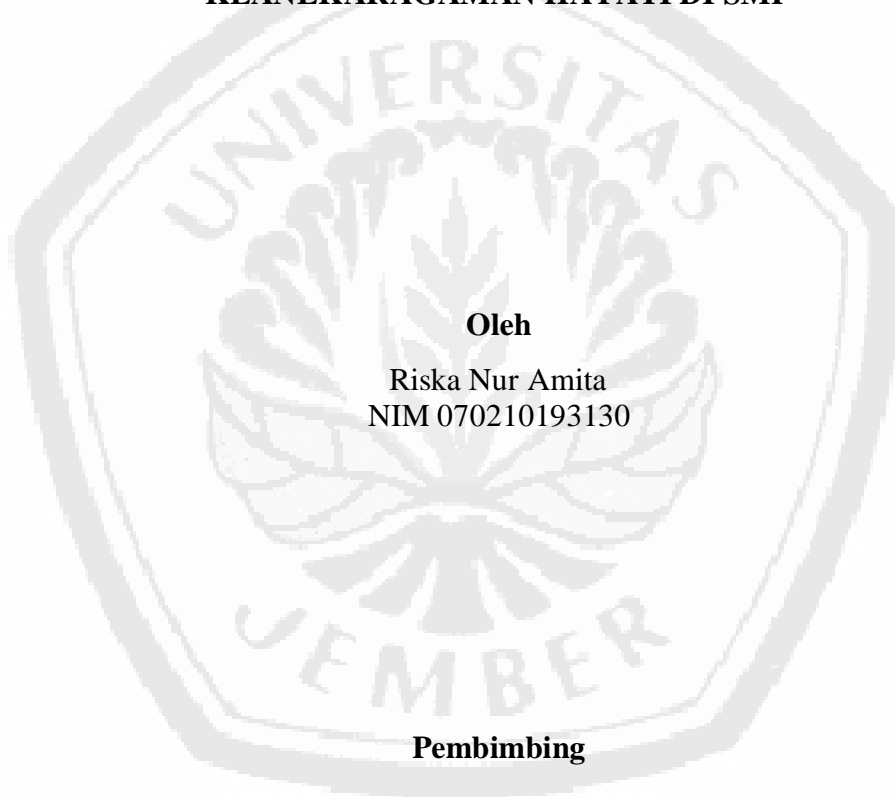 KEANEKARAGAMAN HAYATI DI SMP
UNIVERSITAS
Oleh
Riska Nur Amita
NIM 070210193130
JEMBER
Pembimbing